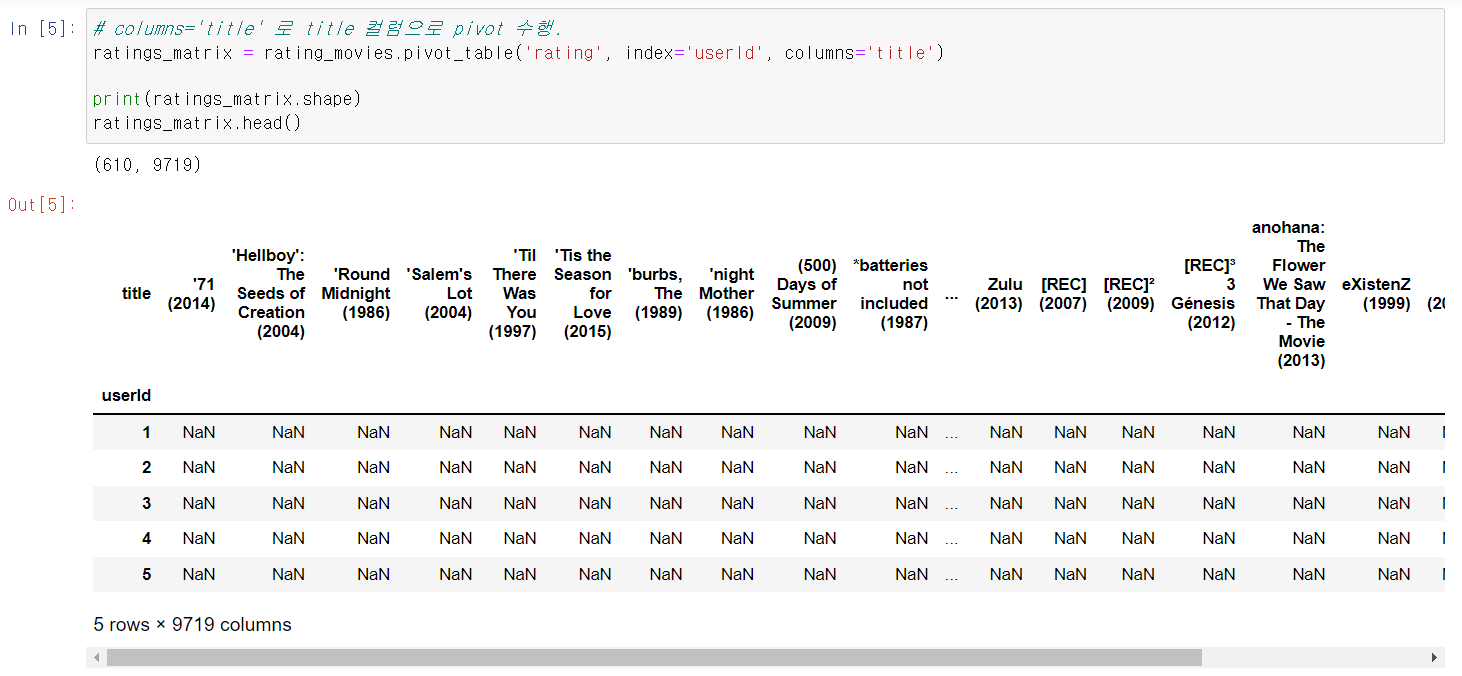 In [5]: # columns='title' 로 title 컬럼으로 pivot 수행.
ratings_matrix = rating_movies.pivot_table('rating', index='userId', columns='title')
print(ratings_matrix.shape)
ratings_matrix.head()
(610, 9719)
Out[5]:
title '71 (2014) 'Hellboy': The Seeds of Creation (2004) 'Round Midnight (1986) 'Salem's Lot (2004) 'Til There Was You (1997) 'Tis the Season for Love (2015) 'burbs, The (1989) 'night Mother (1986) (500) Days of Summer (2009) *batteries not included (1987) ... Zulu (2013) [REC] (2007) [REC]² (2009) [REC]³ 3 Génesis (2012) anohana: The Flower We Saw That Day - The Movie (2013) eXistenZ (1999)
userId
1 NaN NaN NaN NaN NaN NaN NaN NaN NaN NaN ... NaN NaN NaN NaN NaN NaN
2 NaN NaN NaN NaN NaN NaN NaN NaN NaN NaN ... NaN NaN NaN NaN NaN NaN
3 NaN NaN NaN NaN NaN NaN NaN NaN NaN NaN ... NaN NaN NaN NaN NaN NaN
4 NaN NaN NaN NaN NaN NaN NaN NaN NaN NaN ... NaN NaN NaN NaN NaN NaN
5 NaN NaN NaN NaN NaN NaN NaN NaN NaN NaN ... NaN NaN NaN NaN NaN NaN
5 rows × 9719 columns